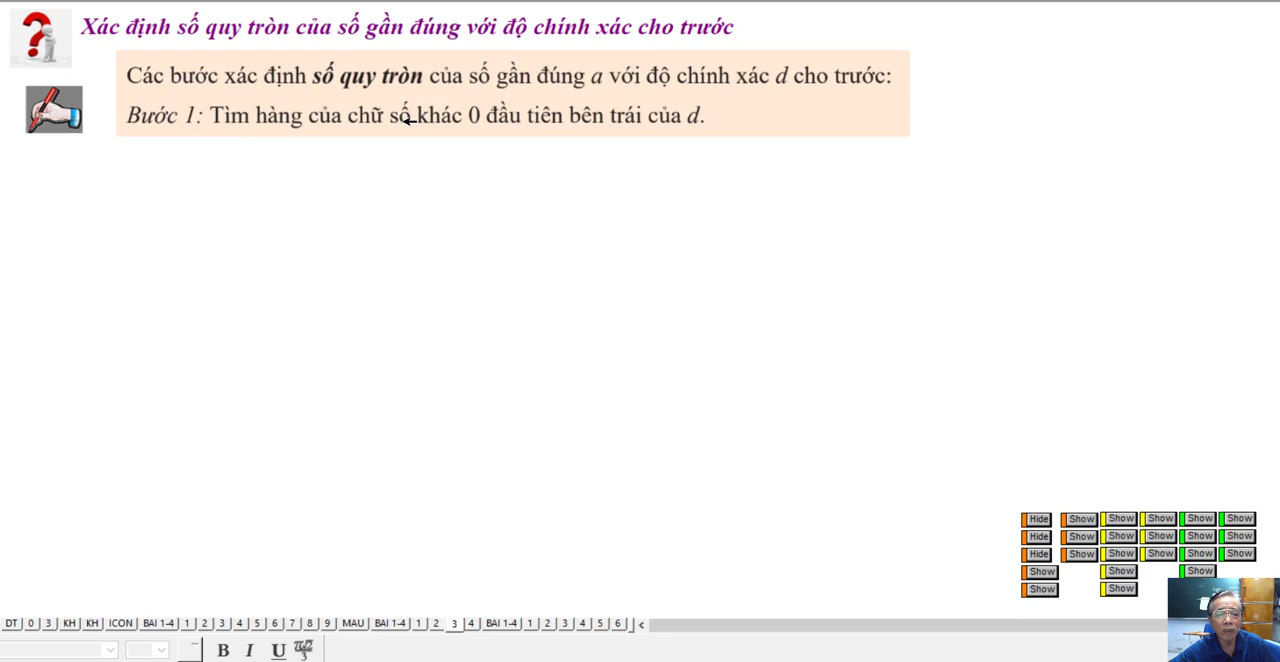 Xác định số quy tròn của số gần đúng với độ chính xác cho trước
Các bước xác định số quy tròn của số gần đúng a với độ chính xác d cho trước:
Bước 1: Tìm hàng của chữ số khác 0 đầu tiên bên trái của d.
Hide Show Show Show Show Show
Hide Show Show Show Show Show
Hide Show Show Show Show Show
Show Show Show
Show Show
DT 0 3 KH KH ICON BAI 1-4 1 2 3 4 5 6 7 8 9 MAU BAI 1-4 1 2 3 4 BAI 1-4 1 2 3 4 5 6
B I U